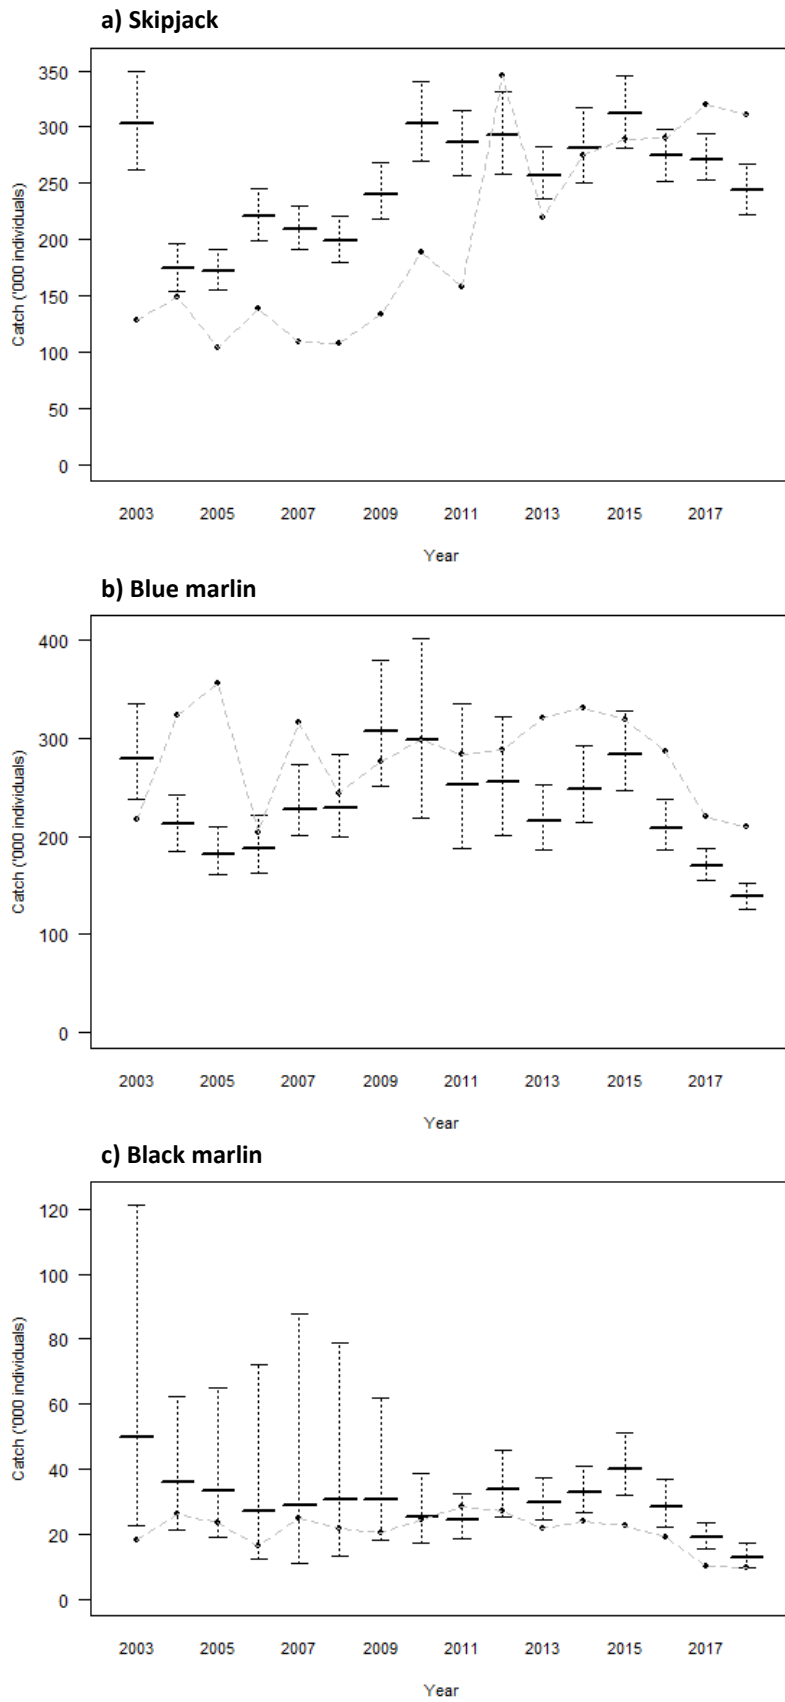 a) Skipjack
350
300
250
200
150
100
50
0
Catch ('000 individuals)
2003 2005 2007 2009 2011 2013 2015 2017
Year
b) Blue marlin
400
300
200
100
0
Catch ('000 individuals)
2003 2005 2007 2009 2011 2013 2015 2017
Year
c) Black marlin
120
100
80
60
40
20
0
Catch ('000 individuals)
2003 2005 2007 2009 2011 2013 2015 2017
Year